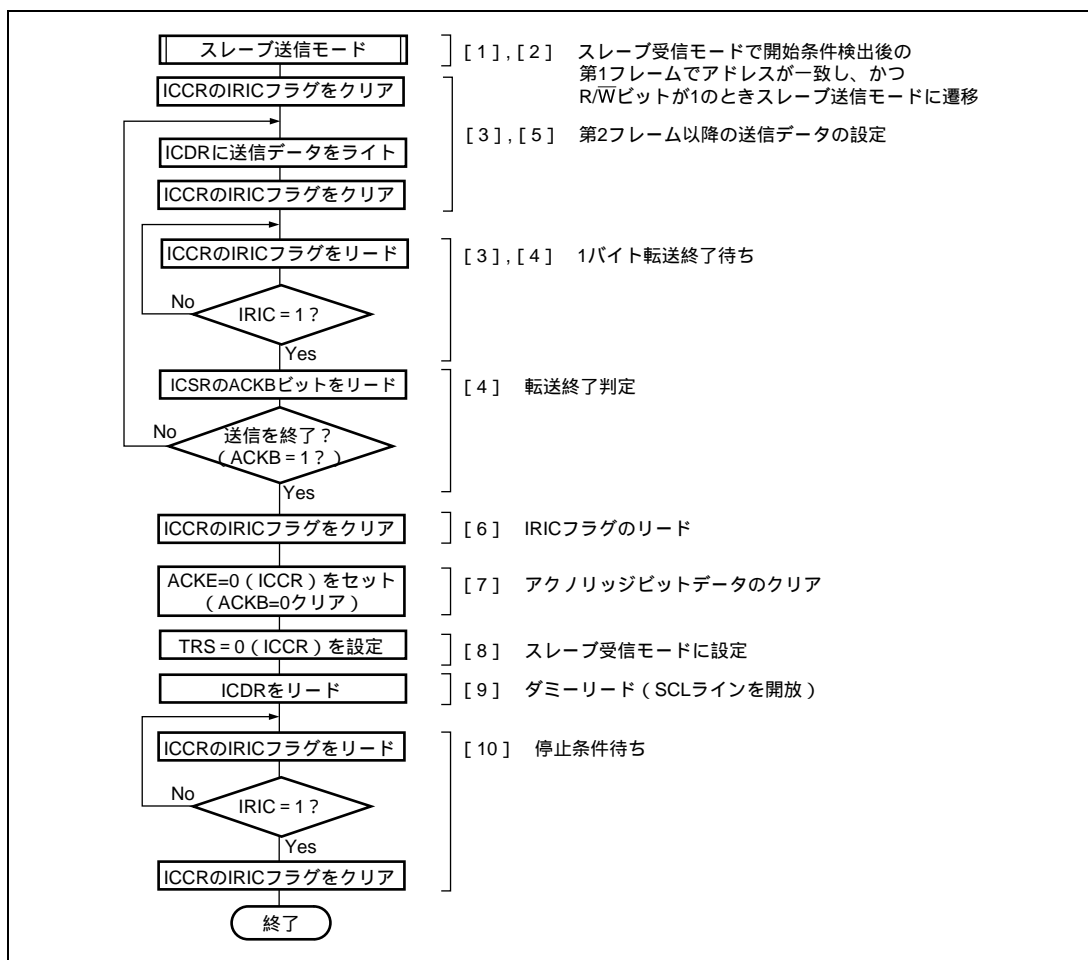 スレーブ送信モード
[1],[2] スレーブ受信モードで開始条件検出後の
第1フレームでアドレスが一致し、かつ
R/W̅ビットが1のときスレーブ送信モードに遷移
ICCRのIRICフラグをクリア
[3],[5] 第2フレーム以降の送信データの設定
ICDRに送信データをライト
ICCRのIRICフラグをクリア
ICCRのIRICフラグをリード
[3],[4] 1バイト転送終了待ち
No
IRIC=1?
Yes
ICSRのACKBビットをリード
[4] 転送終了判定
No
送信を終了?
(ACKB=1?)
Yes
ICCRのIRICフラグをクリア
[6] IRICフラグのリード
ACKE=0(ICCR)をセット
(ACKB=0クリア)
[7] アクノリッジビットデータのクリア
TRS=0(ICCR)を設定
[8] スレーブ受信モードに設定
ICDRをリード
[9] ダミーリード(SCLラインを開放)
ICCRのIRICフラグをリード
[10] 停止条件待ち
No
IRIC=1?
Yes
ICCRのIRICフラグをクリア
終了